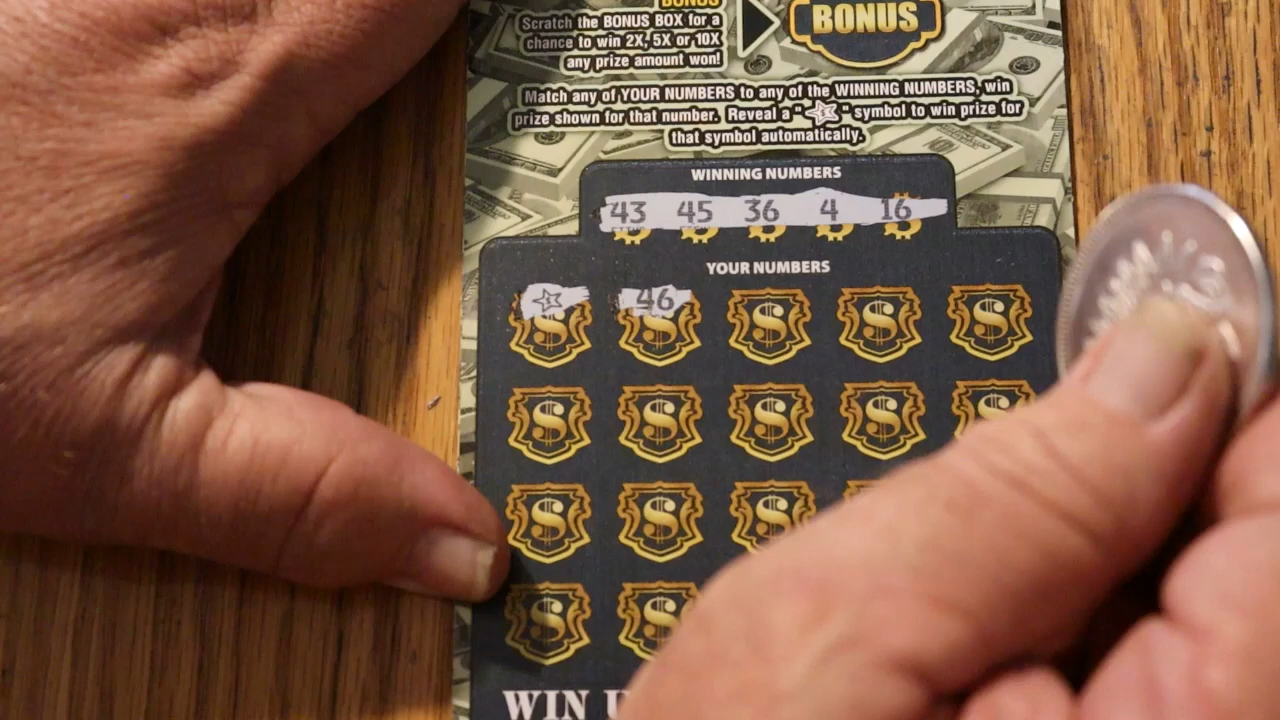 BONUS
Scratch the BONUS BOX for a
chance to win 2X, 5X or 10X
any prize amount won!
BONUS
Match any of YOUR NUMBERS to any of the WINNING NUMBERS, win
prize shown for that number. Reveal a " " symbol to win prize for
that symbol automatically.
WINNING NUMBERS
43 45 36 4 16
YOUR NUMBERS
46
WIN